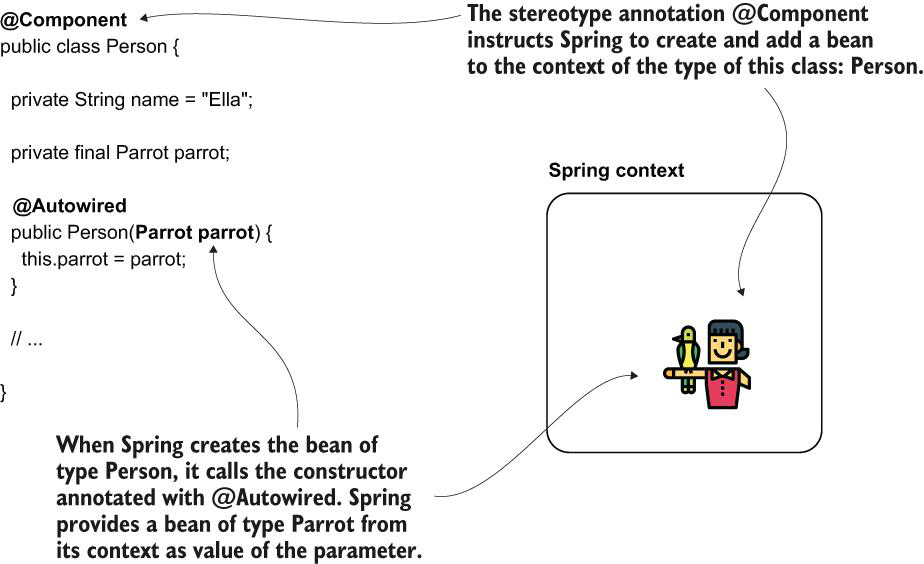 @Component
public class Person {
private String name = "Ella";
private final Parrot parrot;
@Autowired
public Person(Parrot parrot) {
this.parrot = parrot;
}
// ...
}
The stereotype annotation @Component
instructs Spring to create and add a bean
to the context of the type of this class: Person.
Spring context
When Spring creates the bean of
type Person, it calls the constructor
annotated with @Autowired. Spring
provides a bean of type Parrot from
its context as value of the parameter.